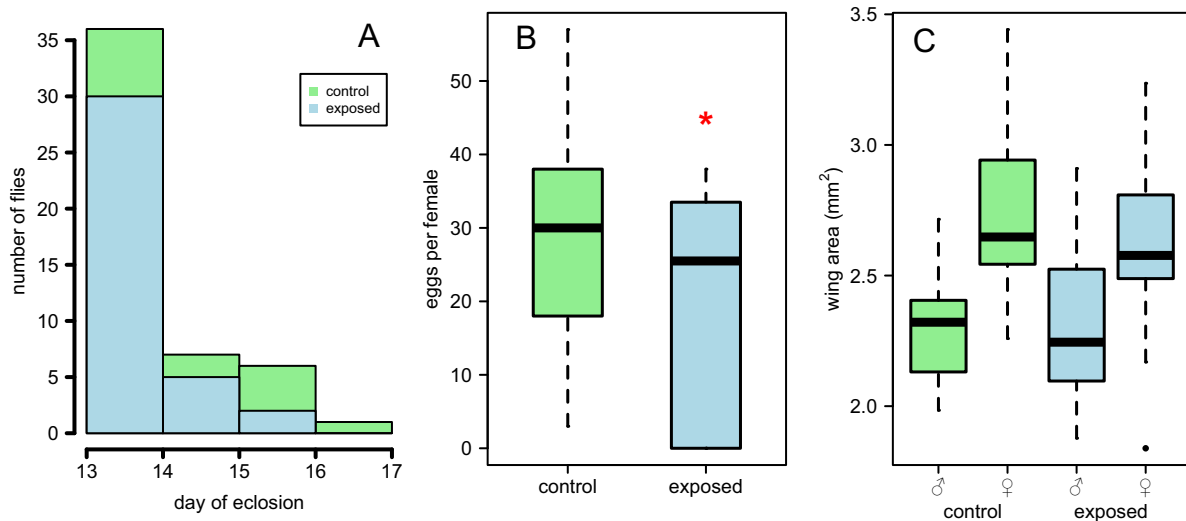 A
control
exposed
number of flies
35
30
25
20
15
10
5
0
13 14 15 16 17
day of eclosion
B
eggs per female
50
40
30
20
10
0
*
control exposed
C
wing area (mm²)
3.5
3.0
2.5
2.0
♂ ♀ ♂ ♀
control exposed